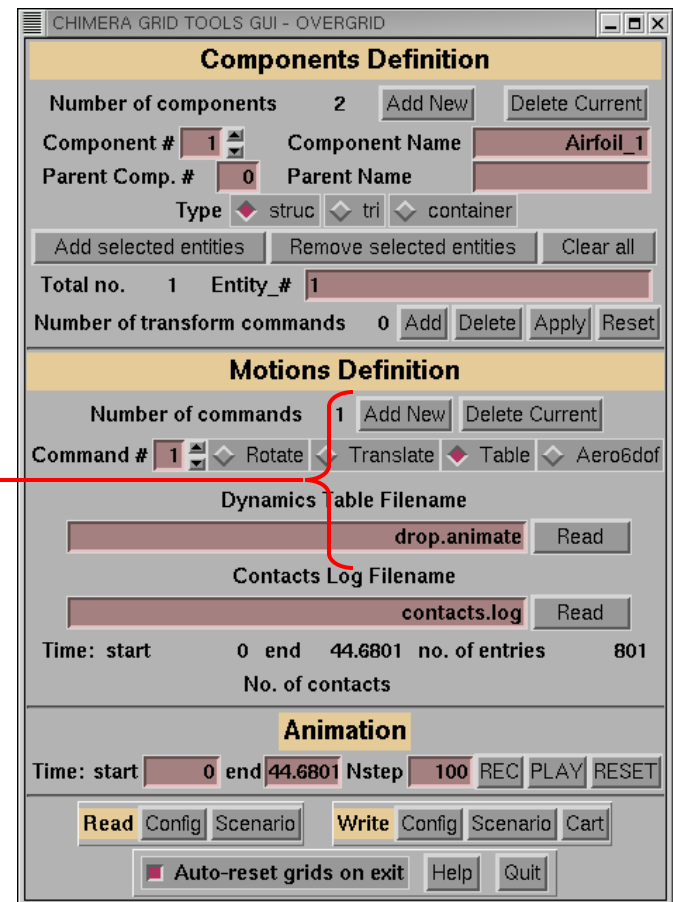 CHIMERA GRID TOOLS GUI - OVERGRID
Components Definition
Number of components 2 Add New Delete Current
Component # 1 Component Name Airfoil_1
Parent Comp. # 0 Parent Name
Type struc tri container
Add selected entities Remove selected entities Clear all
Total no. 1 Entity_# 1
Number of transform commands 0 Add Delete Apply Reset
Motions Definition
Number of commands 1 Add New Delete Current
Command # 1 Rotate Translate Table Aero6dof
Dynamics Table Filename
drop.animate Read
Contacts Log Filename
contacts.log Read
Time: start 0 end 44.6801 no. of entries 801
No. of contacts
Animation
Time: start 0 end 44.6801 Nstep 100 REC PLAY RESET
Read Config Scenario Write Config Scenario Cart
Auto-reset grids on exit Help Quit